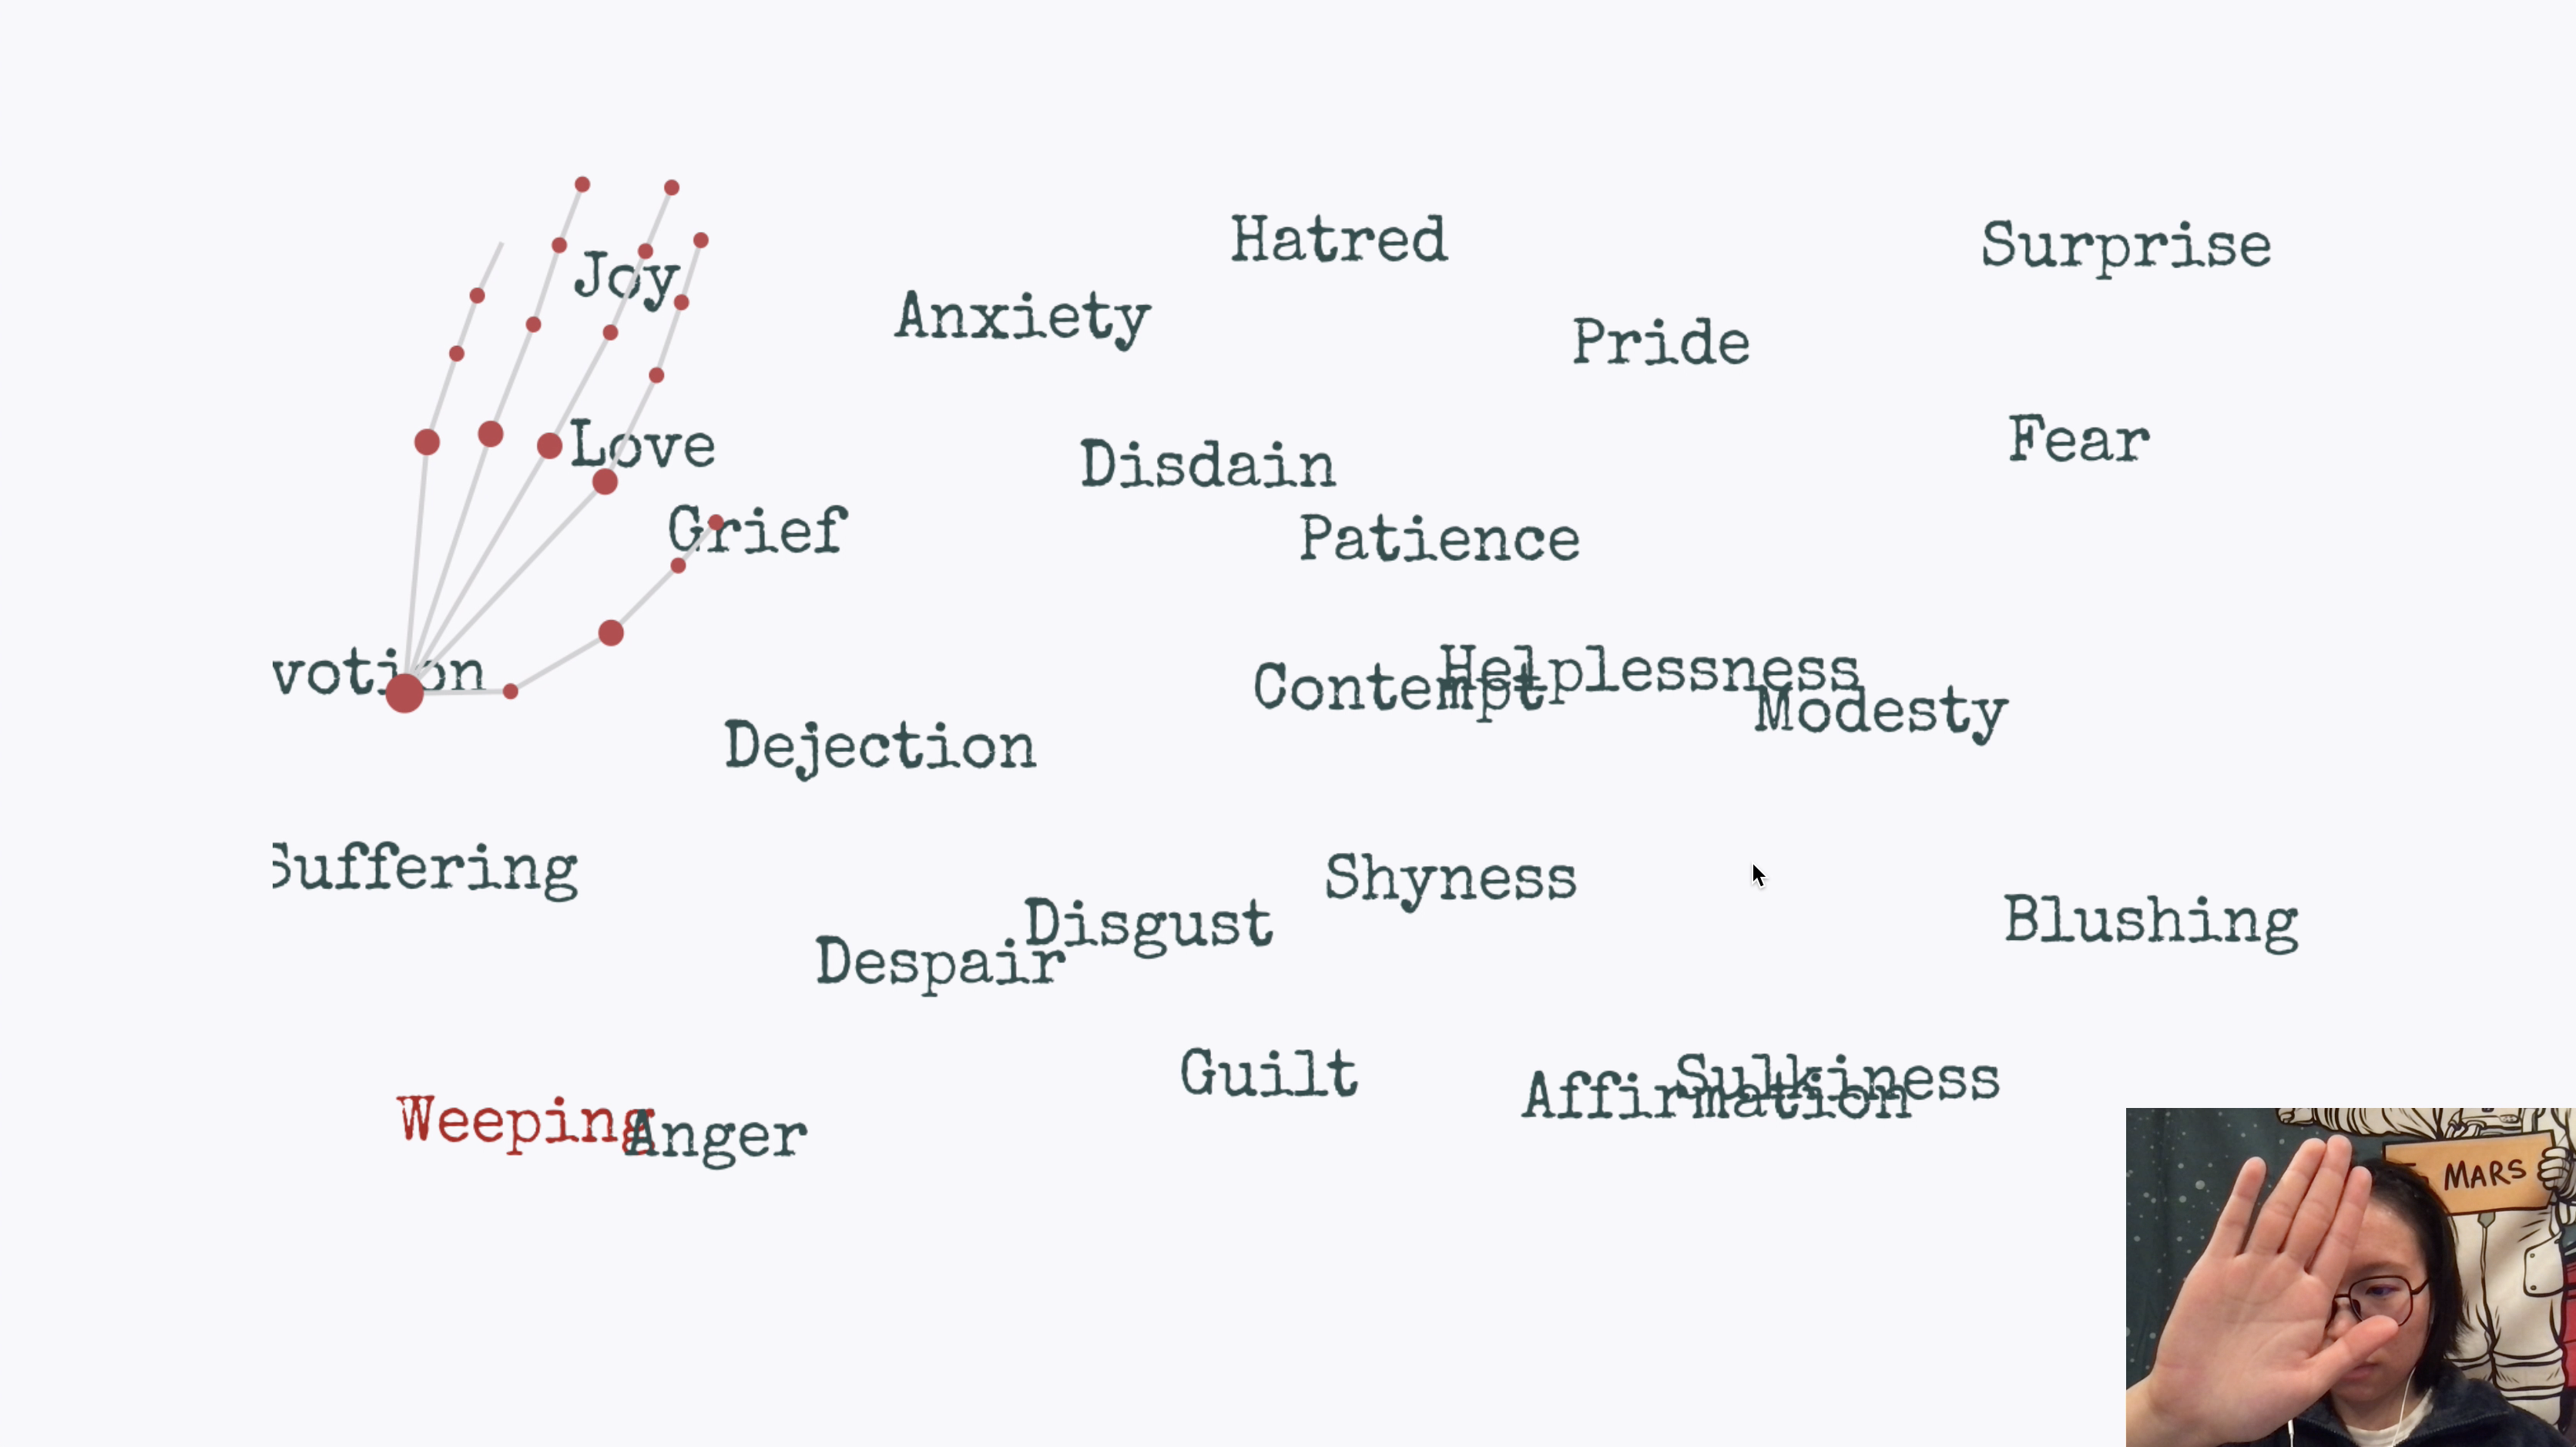 Hatred
Surprise
Joy
Anxiety
Pride
Love
Fear
Disdain
Grief
Patience
votion
Helplessness
Contempt
Modesty
Dejection
Suffering
Shyness
Disgust
Blushing
Despair
Guilt
Sulkiness
Affirmation
Weeping
Anger
MARS